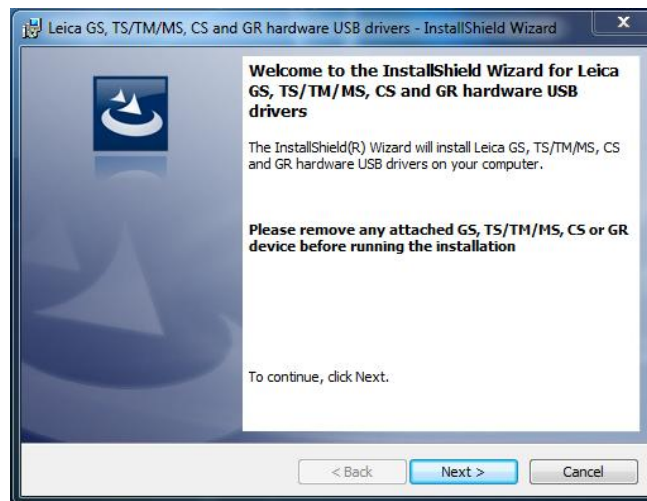 Leica GS, TS/TM/MS, CS and GR hardware USB drivers - InstallShield Wizard
X
Welcome to the InstallShield Wizard for Leica
GS, TS/TM/MS, CS and GR hardware USB
drivers
The InstallShield(R) Wizard will install Leica GS, TS/TM/MS, CS
and GR hardware USB drivers on your computer.
Please remove any attached GS, TS/TM/MS, CS or GR
device before running the installation
To continue, click Next.
< Back Next > Cancel